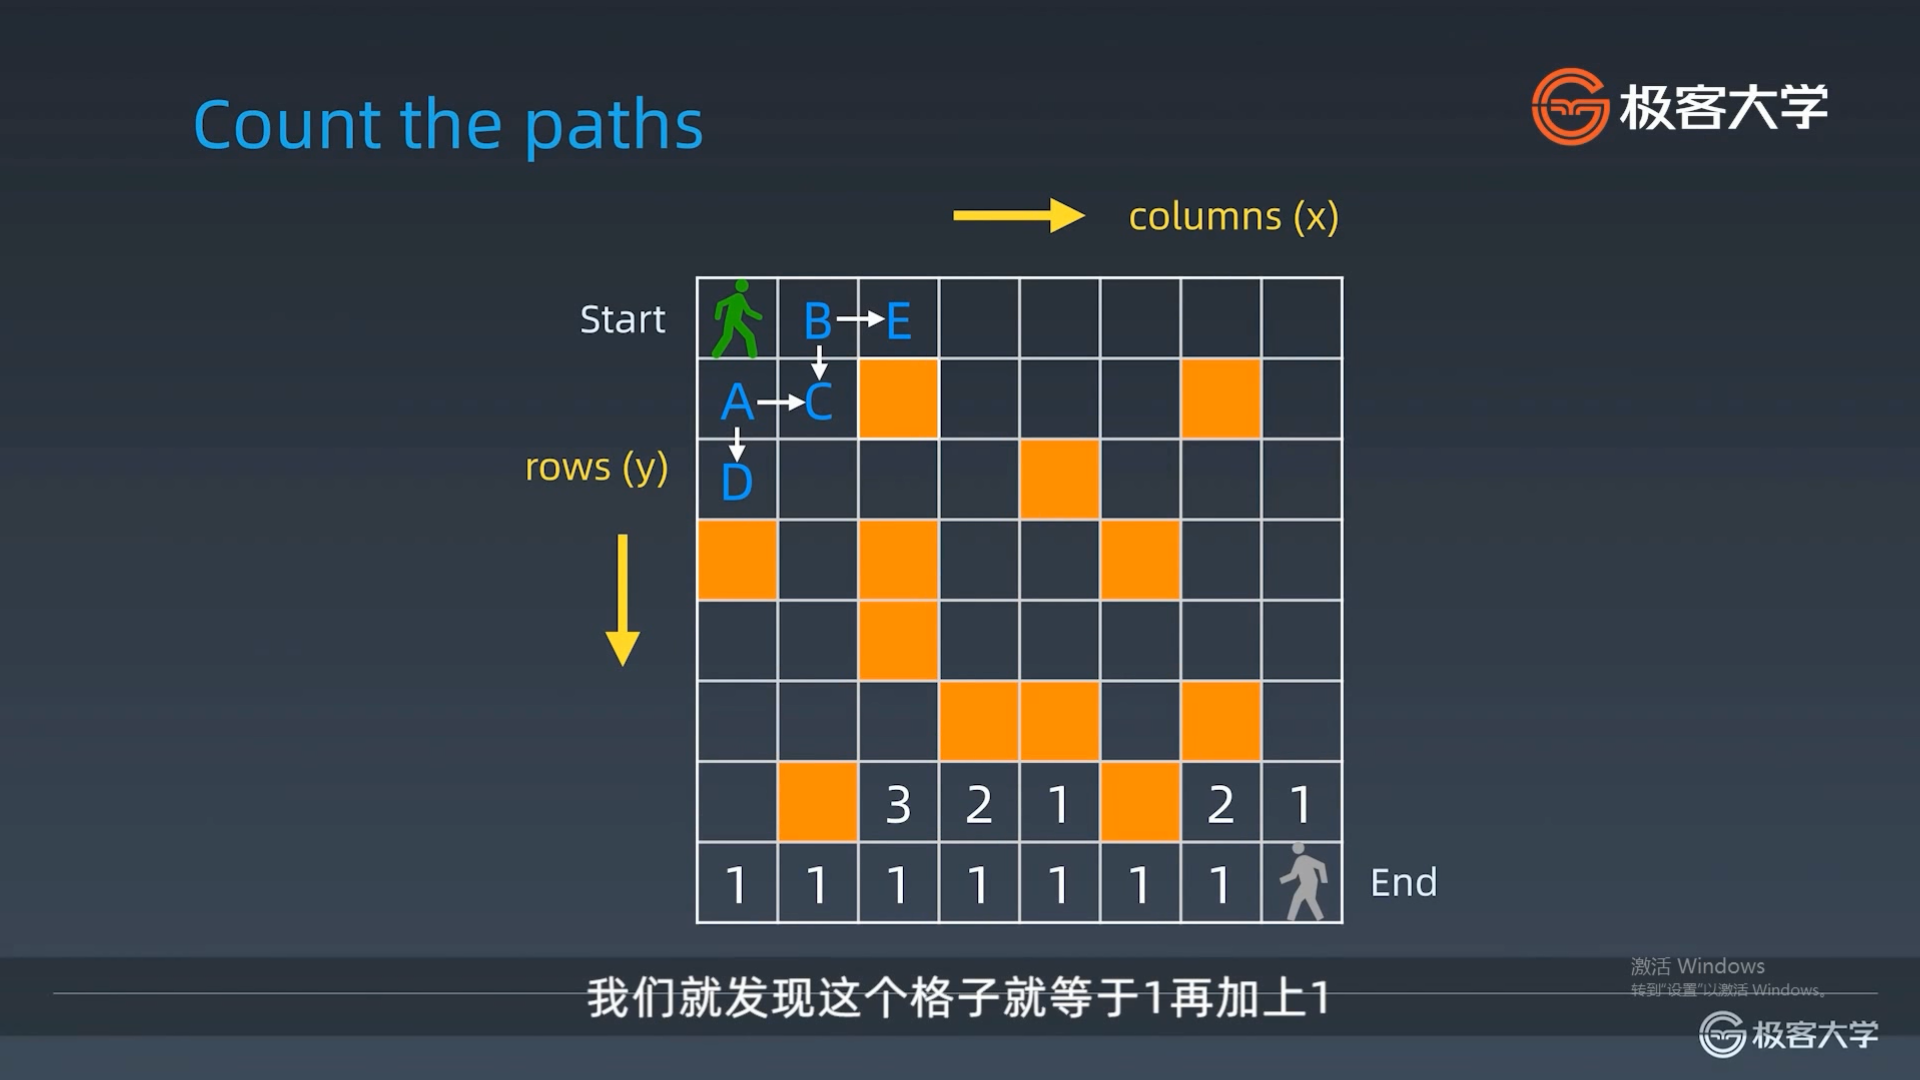 Count the paths
极客大学
columns (x)
Start
B E
A C
rows (y)
D
3 2 1 2 1
1 1 1 1 1 1 1
End
我们就发现这个格子就等于1再加上1
激活 Windows
转到"设置"以激活 Windows。
极客大学